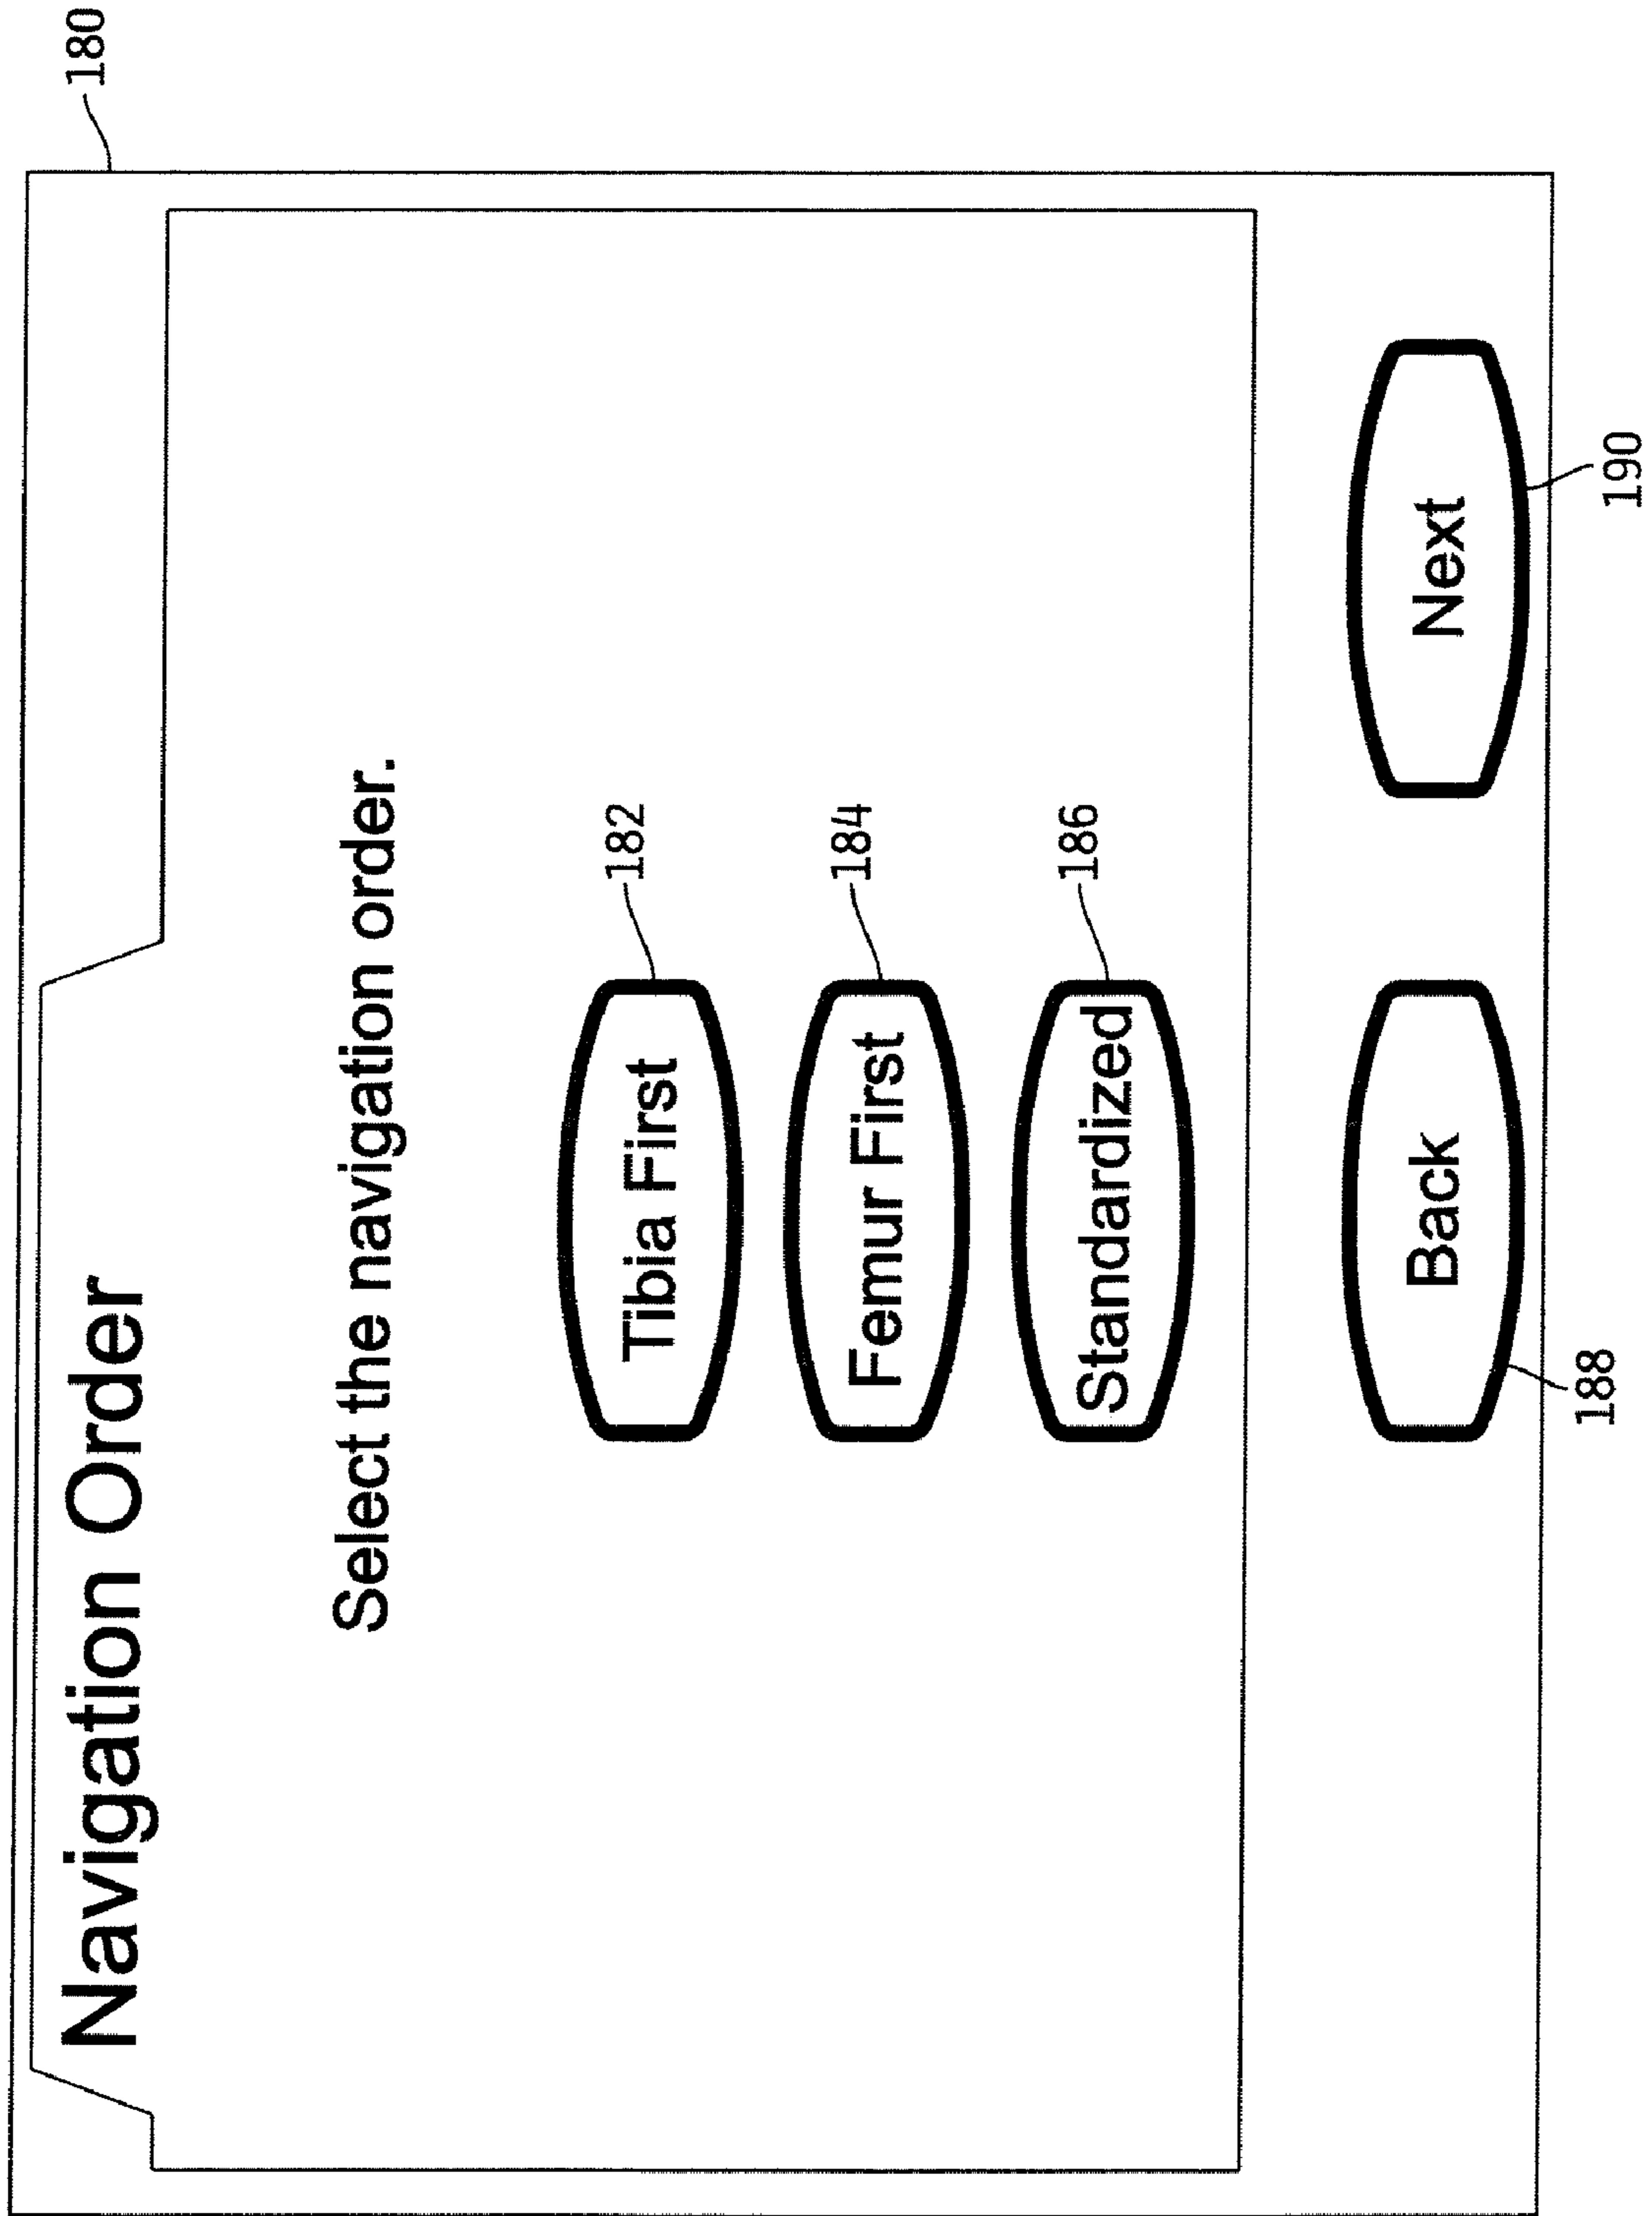 180
Navigation Order
Select the navigation order.
Tibia First
182
Femur First
184
Standardized
186
Back
Next
188
190